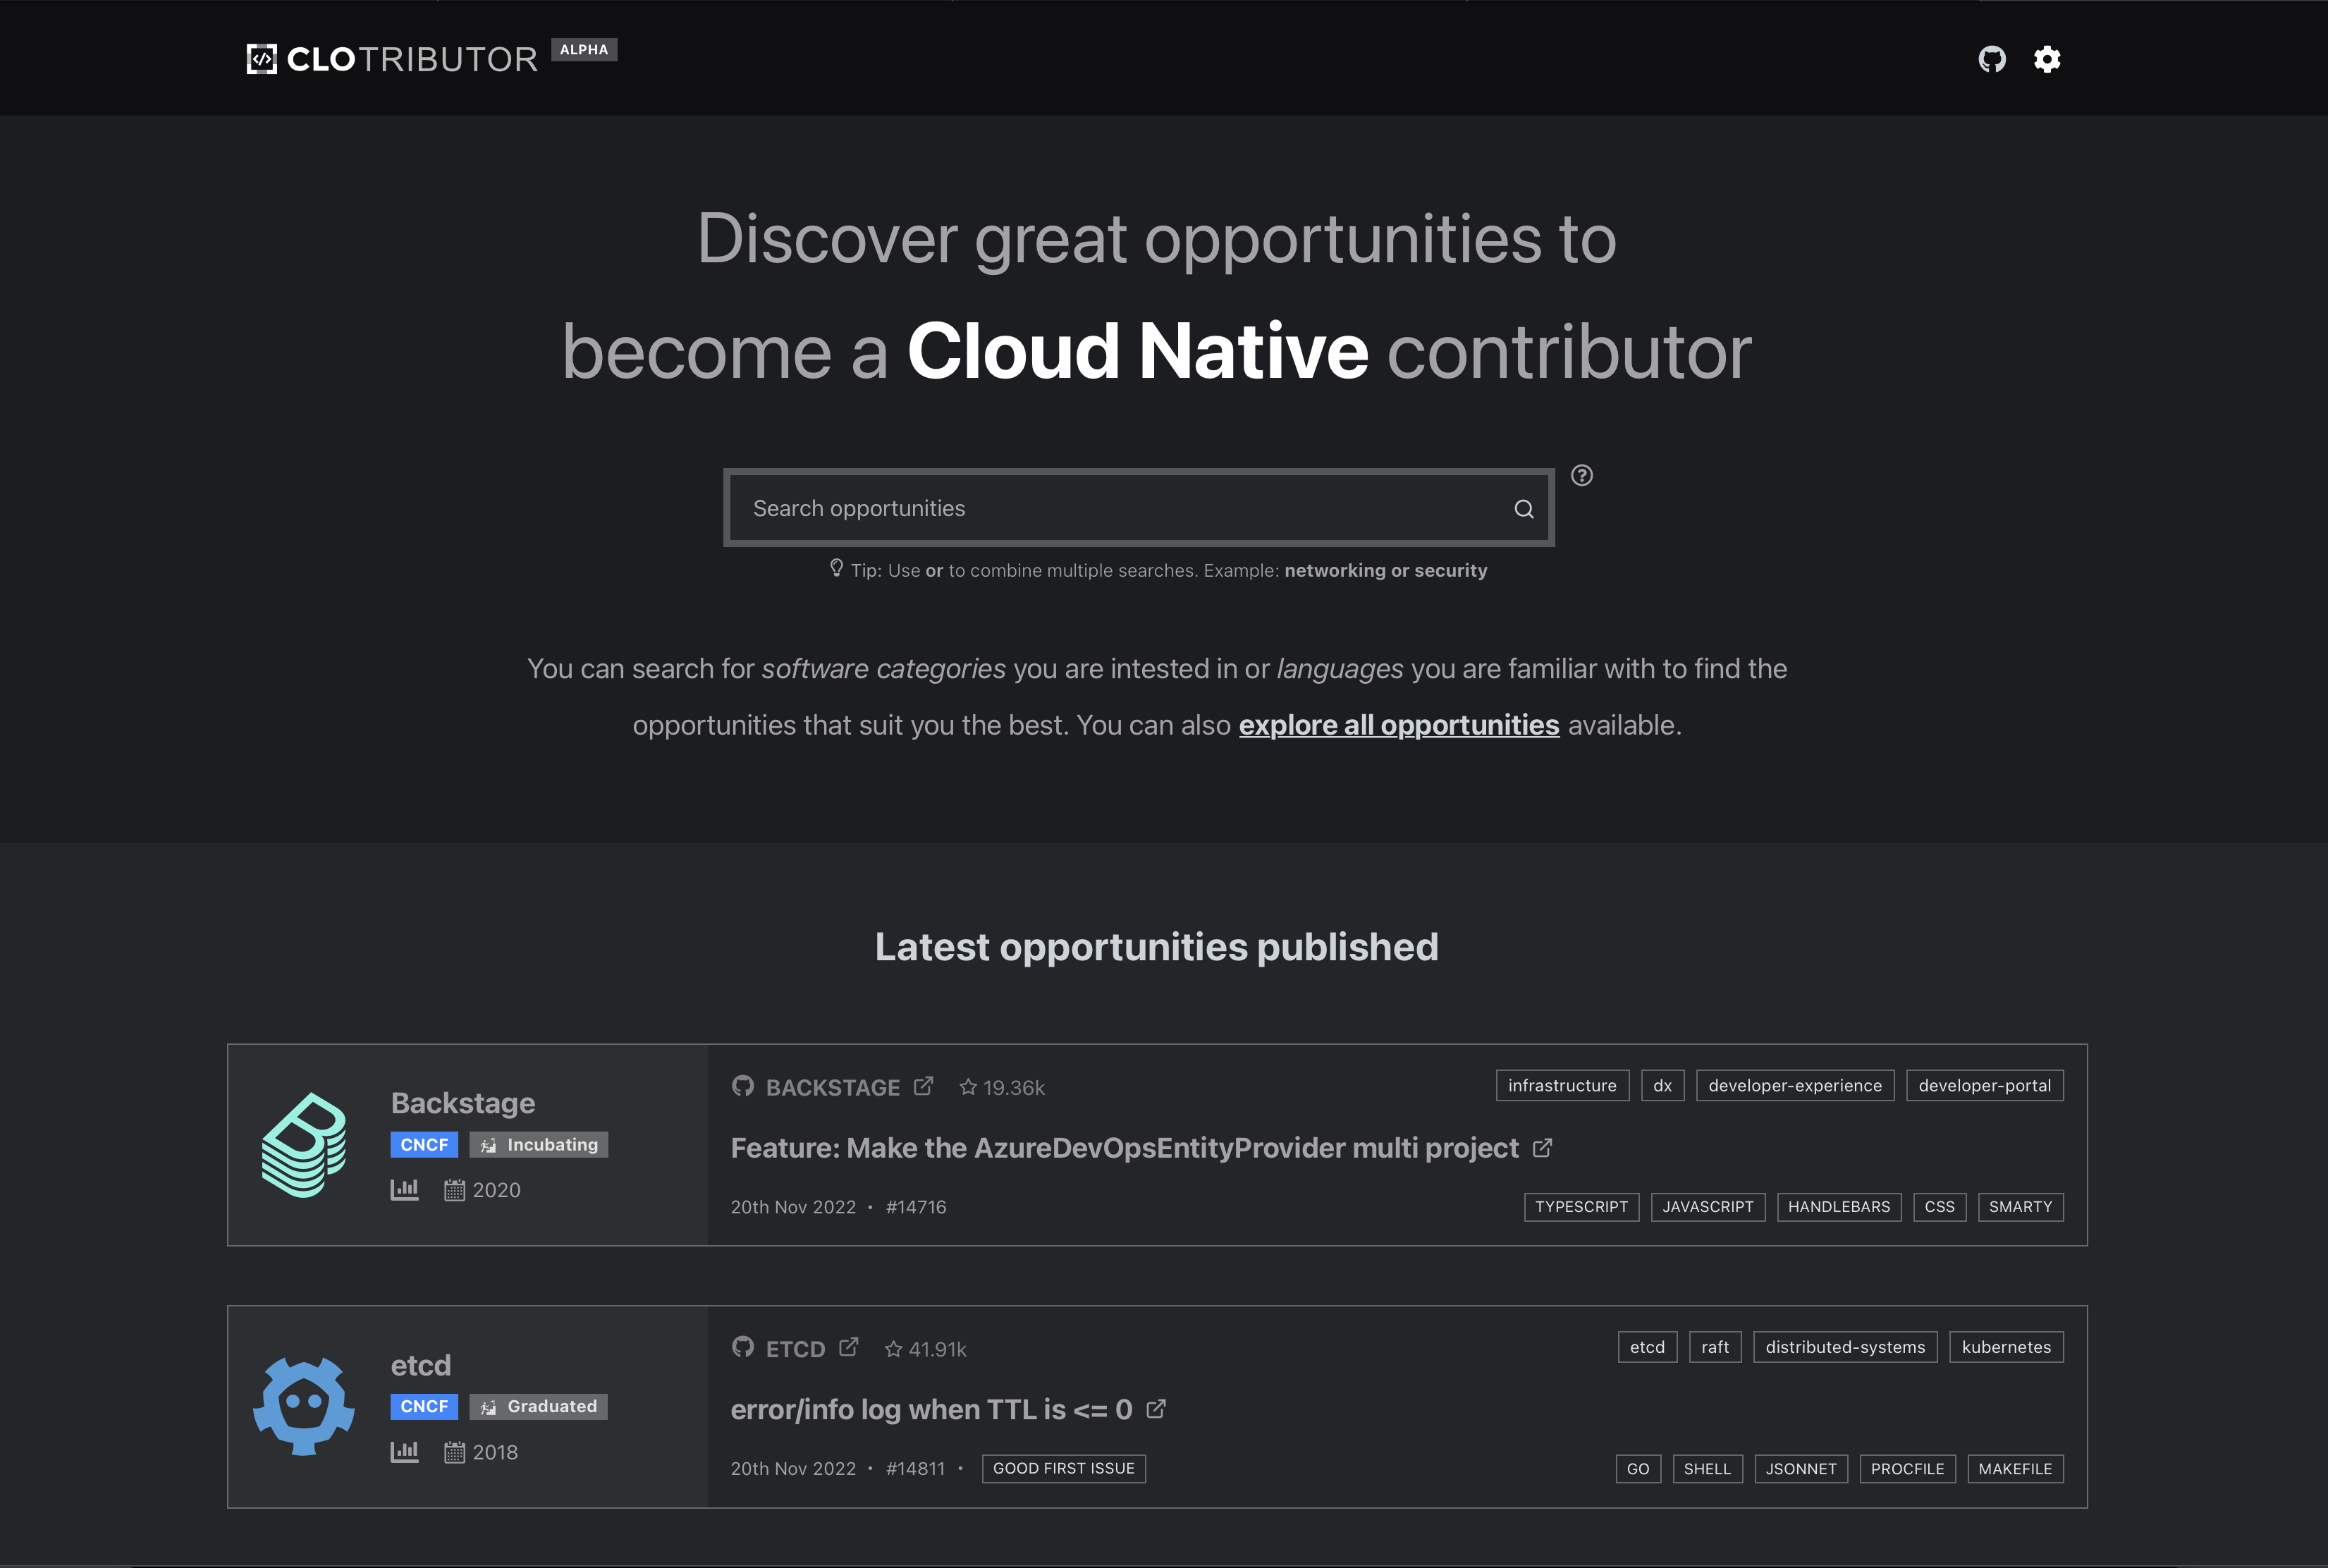 CLOTRIBUTOR ALPHA
Discover great opportunities to
become a Cloud Native contributor
Search opportunities
Tip: Use or to combine multiple searches. Example: networking or security
You can search for software categories you are intested in or languages you are familiar with to find the
opportunities that suit you the best. You can also explore all opportunities available.
Latest opportunities published
Backstage
CNCF Incubating
2020
BACKSTAGE 19.36k
infrastructure dx developer-experience developer-portal
Feature: Make the AzureDevOpsEntityProvider multi project
20th Nov 2022 • #14716
TYPESCRIPT JAVASCRIPT HANDLEBARS CSS SMARTY
etcd
CNCF Graduated
2018
ETCD 41.91k
etcd raft distributed-systems kubernetes
error/info log when TTL is <= 0
20th Nov 2022 • #14811 • GOOD FIRST ISSUE
GO SHELL JSONNET PROCFILE MAKEFILE